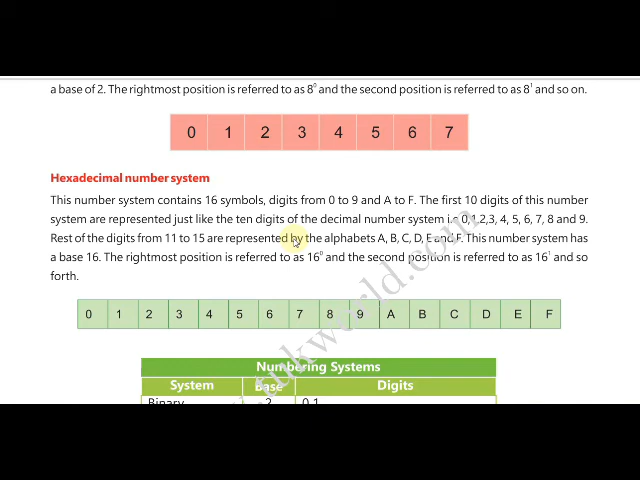 a base of 2. The rightmost position is referred to as 8⁰ and the second position is referred to as 8¹ and so on.
0 1 2 3 4 5 6 7
Hexadecimal number system
This number system contains 16 symbols, digits from 0 to 9 and A to F. The first 10 digits of this number
system are represented just like the ten digits of the decimal number system i.e 0,1,2,3, 4, 5, 6, 7, 8 and 9.
Rest of the digits from 11 to 15 are represented by the alphabets A, B, C, D, E and F. This number system has
a base 16. The rightmost position is referred to as 16⁰ and the second position is referred to as 16¹ and so
forth.
0 1 2 3 4 5 6 7 8 9 A B C D E F
Numbering Systems
System Base Digits
Binary 2 0 1